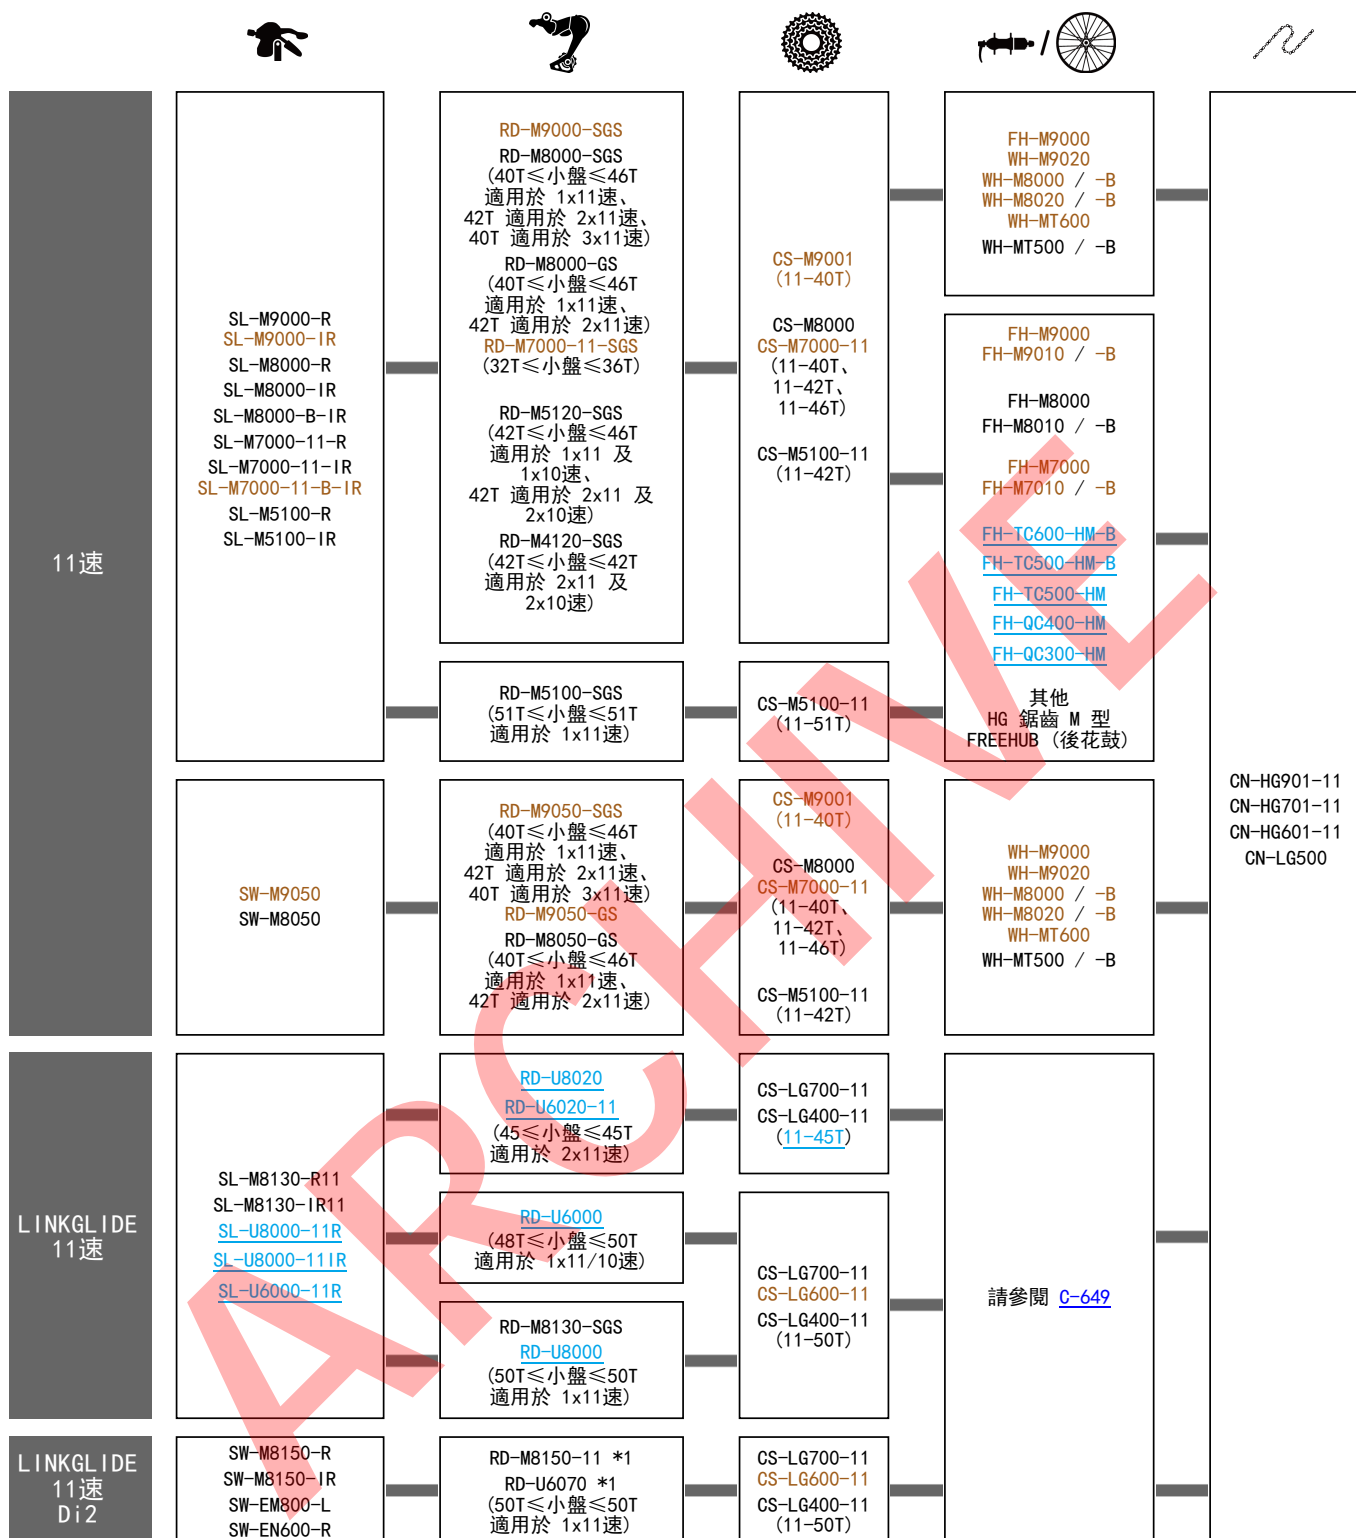 11速
SL-M9000-R
SL-M9000-IR
SL-M8000-R
SL-M8000-IR
SL-M8000-B-IR
SL-M7000-11-R
SL-M7000-11-IR
SL-M7000-11-B-IR
SL-M5100-R
SL-M5100-IR
RD-M9000-SGS
RD-M8000-SGS
(40T≤小盤≤46T
適用於 1x11速、
42T 適用於 2x11速、
40T 適用於 3x11速)
RD-M8000-GS
(40T≤小盤≤46T
適用於 1x11速、
42T 適用於 2x11速)
RD-M7000-11-SGS
(32T≤小盤≤36T)
RD-M5120-SGS
(42T≤小盤≤46T
適用於 1x11 及
1x10速、
42T 適用於 2x11 及
2x10速)
RD-M4120-SGS
(42T≤小盤≤42T
適用於 2x11 及
2x10速)
CS-M9001
(11-40T)
CS-M8000
CS-M7000-11
(11-40T、
11-42T、
11-46T)
CS-M5100-11
(11-42T)
FH-M9000
WH-M9020
WH-M8000 / -B
WH-M8020 / -B
WH-MT600
WH-MT500 / -B
FH-M9000
FH-M9010 / -B
FH-M8000
FH-M8010 / -B
FH-M7000
FH-M7010 / -B
FH-TC600-HM-B
FH-TC500-HM-B
FH-TC500-HM
FH-QC400-HM
FH-QC300-HM
其他
HG 鋸齒 M 型
FREEHUB (後花鼓)
RD-M5100-SGS
(51T≤小盤≤51T
適用於 1x11速)
CS-M5100-11
(11-51T)
SW-M9050
SW-M8050
RD-M9050-SGS
(40T≤小盤≤46T
適用於 1x11速、
42T 適用於 2x11速、
40T 適用於 3x11速)
RD-M9050-GS
RD-M8050-GS
(40T≤小盤≤46T
適用於 1x11速、
42T 適用於 2x11速)
CS-M9001
(11-40T)
CS-M8000
CS-M7000-11
(11-40T、
11-42T、
11-46T)
CS-M5100-11
(11-42T)
WH-M9000
WH-M9020
WH-M8000 / -B
WH-M8020 / -B
WH-MT600
WH-MT500 / -B
CN-HG901-11
CN-HG701-11
CN-HG601-11
CN-LG500
LINKGLIDE
11速
SL-M8130-R11
SL-M8130-IR11
SL-U8000-11R
SL-U8000-11IR
SL-U6000-11R
RD-U8020
RD-U6020-11
(45≤小盤≤45T
適用於 2x11速)
CS-LG700-11
CS-LG400-11
(11-45T)
RD-U6000
(48T≤小盤≤50T
適用於 1x11/10速)
RD-M8130-SGS
RD-U8000
(50T≤小盤≤50T
適用於 1x11速)
CS-LG700-11
CS-LG600-11
CS-LG400-11
(11-50T)
請參閱 C-649
LINKGLIDE
11速
Di2
SW-M8150-R
SW-M8150-IR
SW-EM800-L
SW-EN600-R
RD-M8150-11 *1
RD-U6070 *1
(50T≤小盤≤50T
適用於 1x11速)
CS-LG700-11
CS-LG600-11
CS-LG400-11
(11-50T)
ARCHIVE